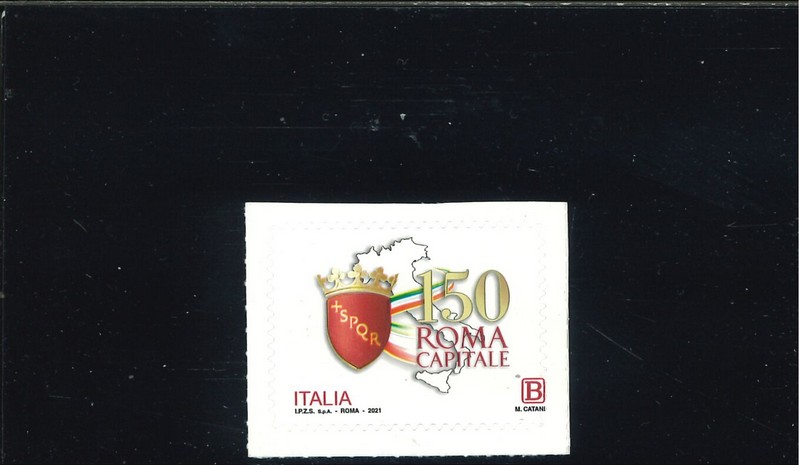 150
ROMA
CAPITALE
+SPQR
ITALIA
I.P.Z.S. S.p.A. - ROMA - 2021
B
M. CATANI